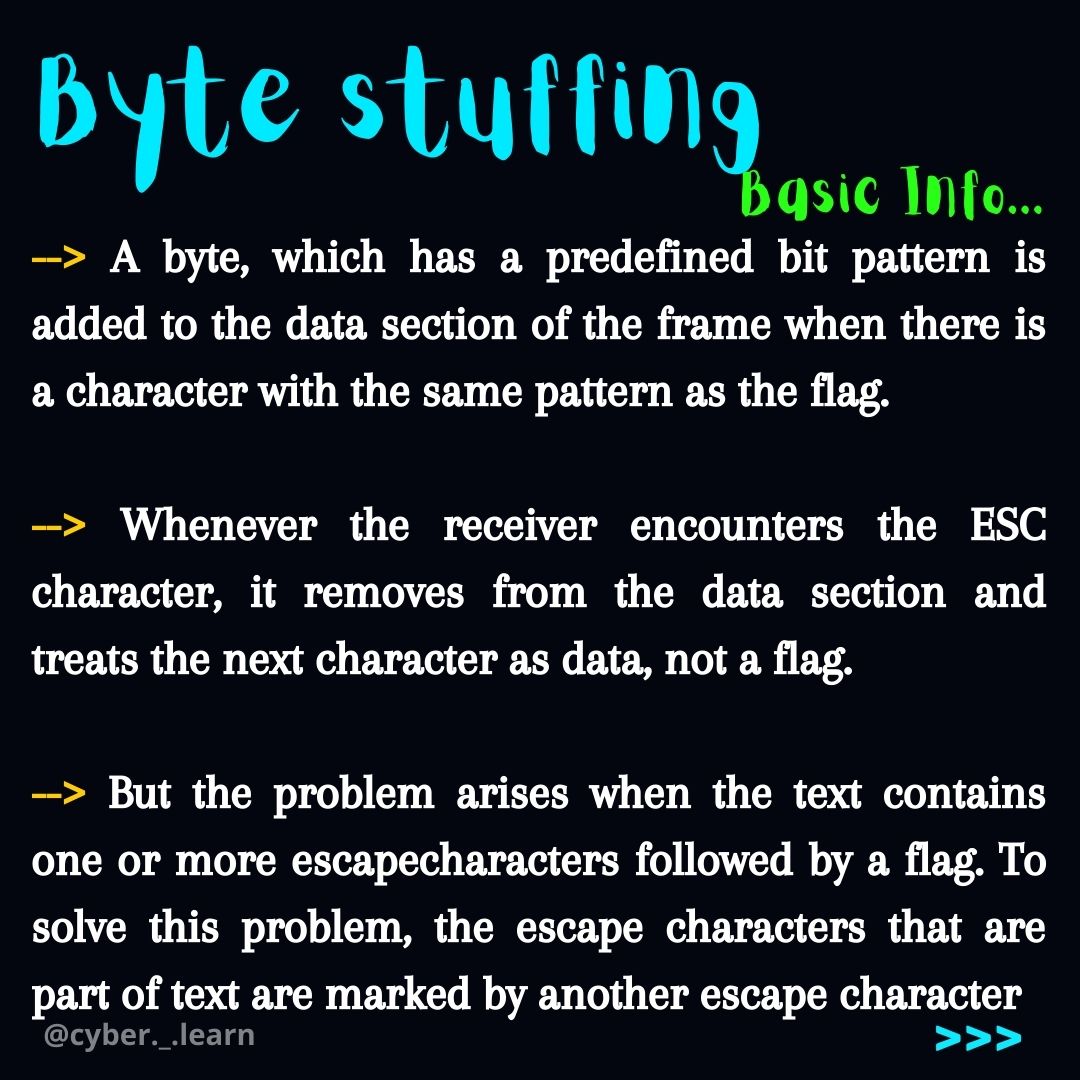 Byte stuffing
Basic Info...
--> A byte, which has a predefined bit pattern is
added to the data section of the frame when there is
a character with the same pattern as the flag.
--> Whenever the receiver encounters the ESC
character, it removes from the data section and
treats the next character as data, not a flag.
--> But the problem arises when the text contains
one or more escapecharacters followed by a flag. To
solve this problem, the escape characters that are
part of text are marked by another escape character
@cyber._.learn
>>>